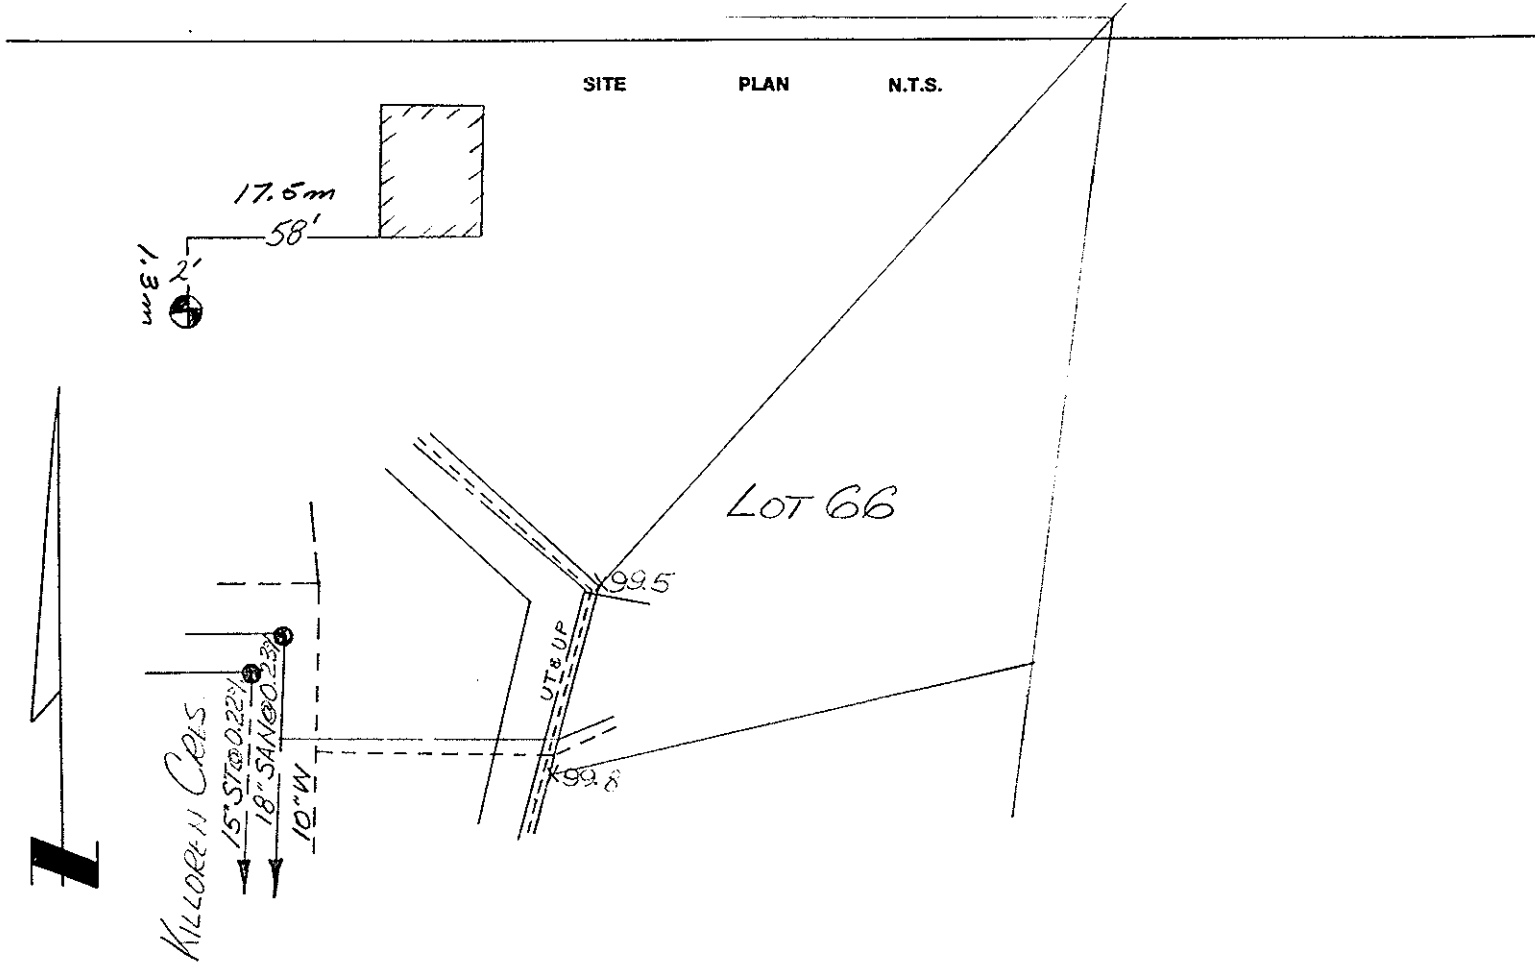 SITE PLAN N.T.S.
17.5m
58'
2'
1.3m
LOT 66
99.5
UT & UP
99.8
15" ST@0.22%
18" SAN@0.23%
10" W
KILLOREN CRES.